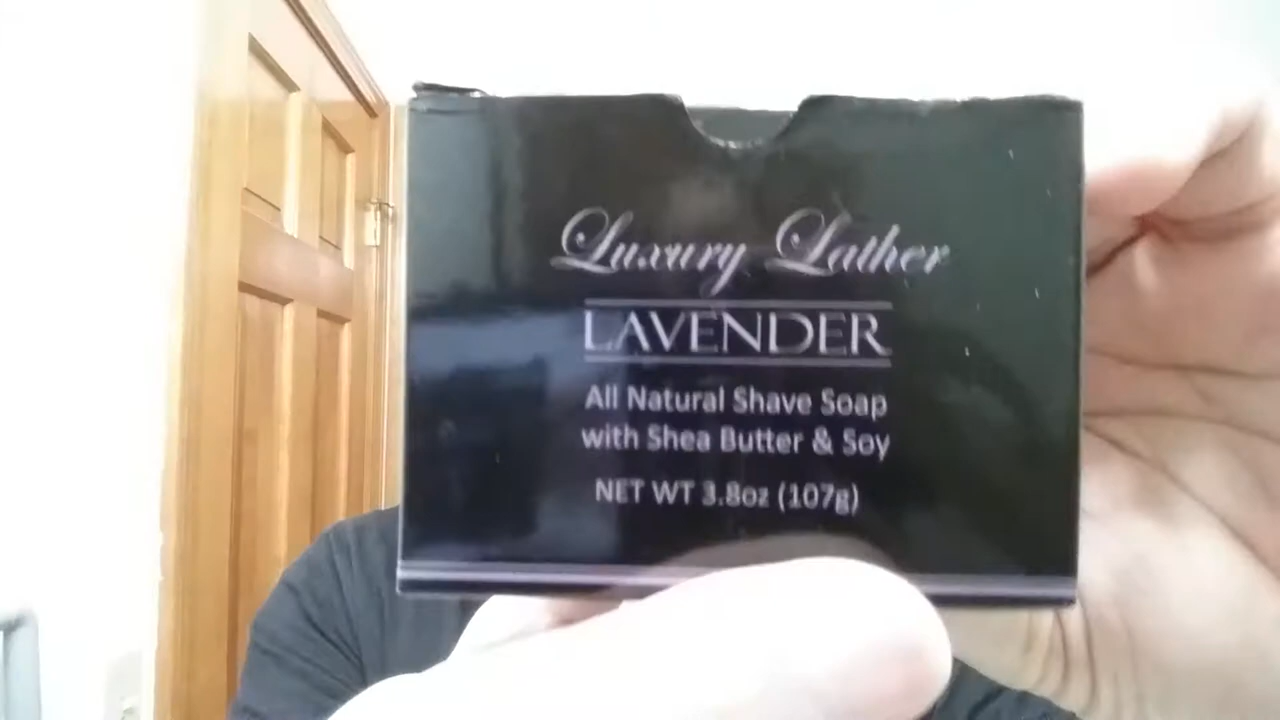 Luxury Lather
LAVENDER
All Natural Shave Soap
with Shea Butter & Soy
NET WT 3.8oz (107g)